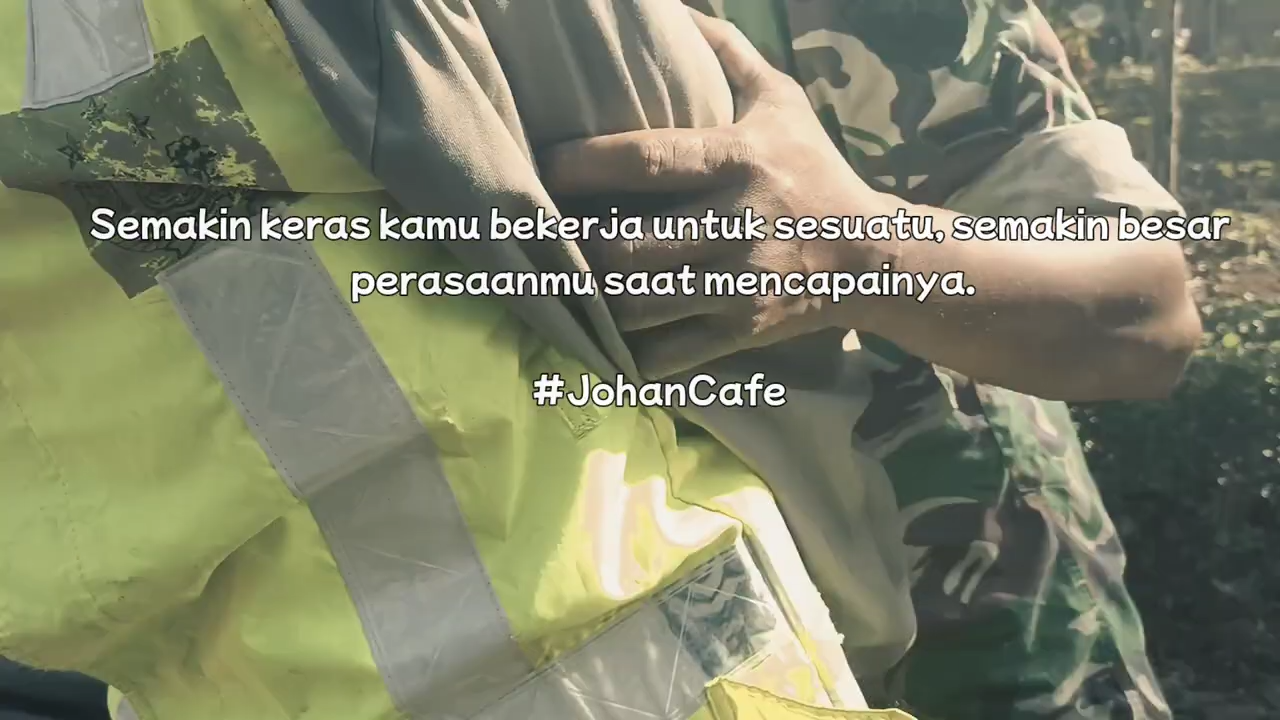 Semakin keras kamu bekerja untuk sesuatu, semakin besar
perasaanmu saat mencapainya.
#JohanCafe